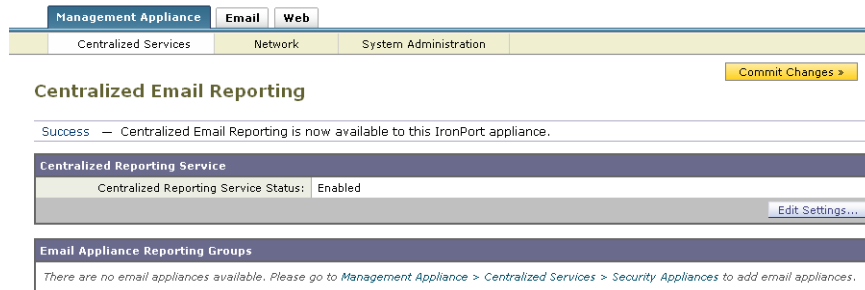 Management Appliance Email Web
Centralized Services Network System Administration
Commit Changes »
Centralized Email Reporting
Success — Centralized Email Reporting is now available to this IronPort appliance.
Centralized Reporting Service
Centralized Reporting Service Status: Enabled
Edit Settings...
Email Appliance Reporting Groups
There are no email appliances available. Please go to Management Appliance > Centralized Services > Security Appliances to add email appliances.